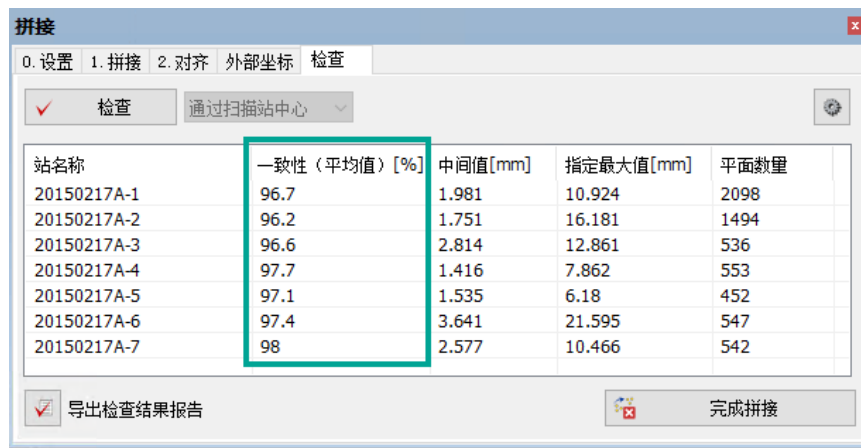 拼接
0.设置 1.拼接 2.对齐 外部坐标 检查
检查 通过扫描站中心
站名称 一致性（平均值）[%] 中间值[mm] 指定最大值[mm] 平面数量
20150217A-1 96.7 1.981 10.924 2098
20150217A-2 96.2 1.751 16.181 1494
20150217A-3 96.6 2.814 12.861 536
20150217A-4 97.7 1.416 7.862 553
20150217A-5 97.1 1.535 6.18 452
20150217A-6 97.4 3.641 21.595 547
20150217A-7 98 2.577 10.466 542
导出检查结果报告 完成拼接